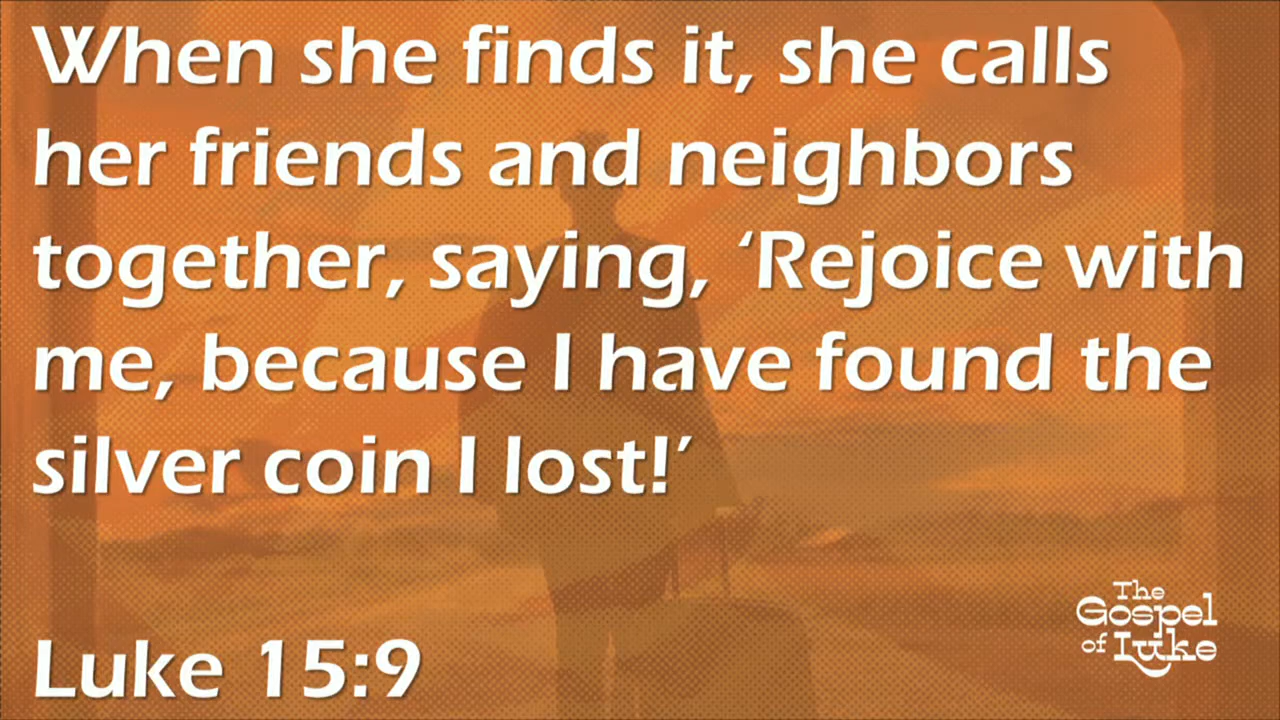 When she finds it, she calls
her friends and neighbors
together, saying, ‘Rejoice with
me, because I have found the
silver coin I lost!’
Luke 15:9
The
Gospel
of Luke